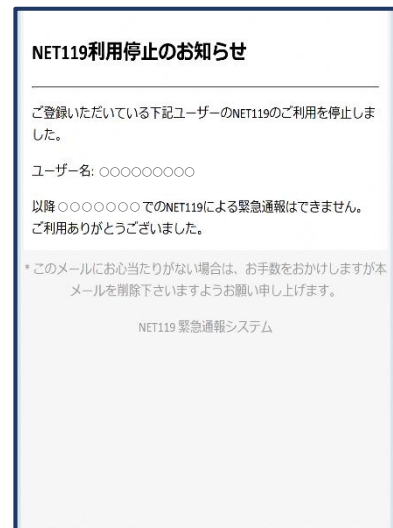 NET119利用停止のお知らせ
ご登録いただいている下記ユーザーのNET119のご利用を停止しま
した。
ユーザー名: ○○○○○○○○○
以降○○○○○○○でのNET119による緊急通報はできません。
ご利用ありがとうございました。
* このメールにお心当たりがない場合は、お手数をおかけしますが本
メールを削除下さいますようお願い申し上げます。
NET119 緊急通報システム